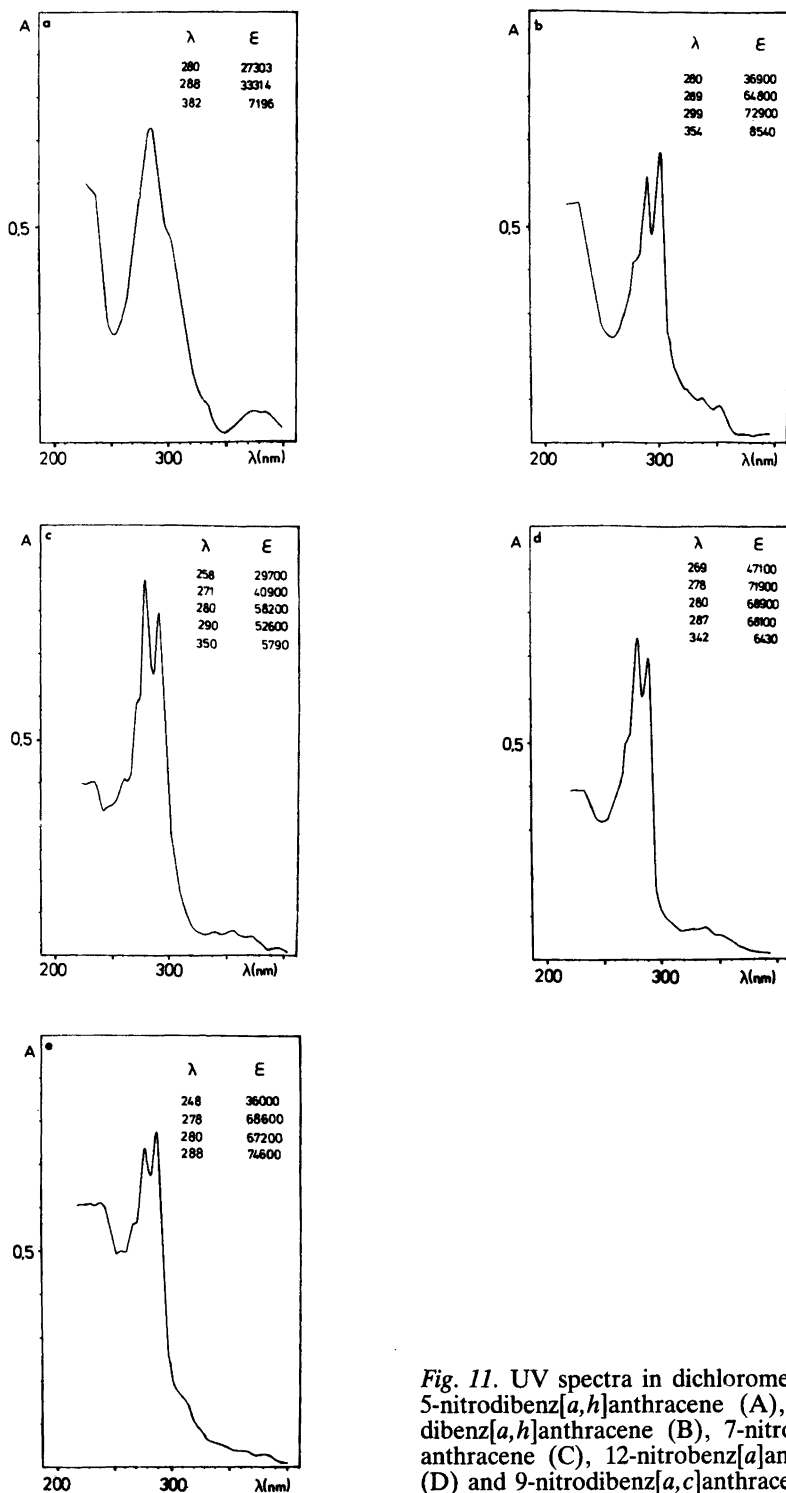 A a
λ ε
280 27303
288 33314
382 7196
0,5
200 300 λ(nm)
A b
λ ε
280 36900
289 64800
299 72900
354 8540
0,5
200 300 λ(nm)
A c
λ ε
258 29700
271 40900
280 58200
290 52600
350 5790
0,5
200 300 λ(nm)
A d
λ ε
269 47100
278 71900
280 68900
287 68100
342 6430
0,5
200 300 λ(nm)
A e
λ ε
248 36000
278 68600
280 67200
288 74600
0,5
200 300 λ(nm)
Fig. 11. UV spectra in dichlorome
5-nitrodibenz[a,h]anthracene (A),
dibenz[a,h]anthracene (B), 7-nitro
anthracene (C), 12-nitrobenz[a]an
(D) and 9-nitrodibenz[a,c]anthrace